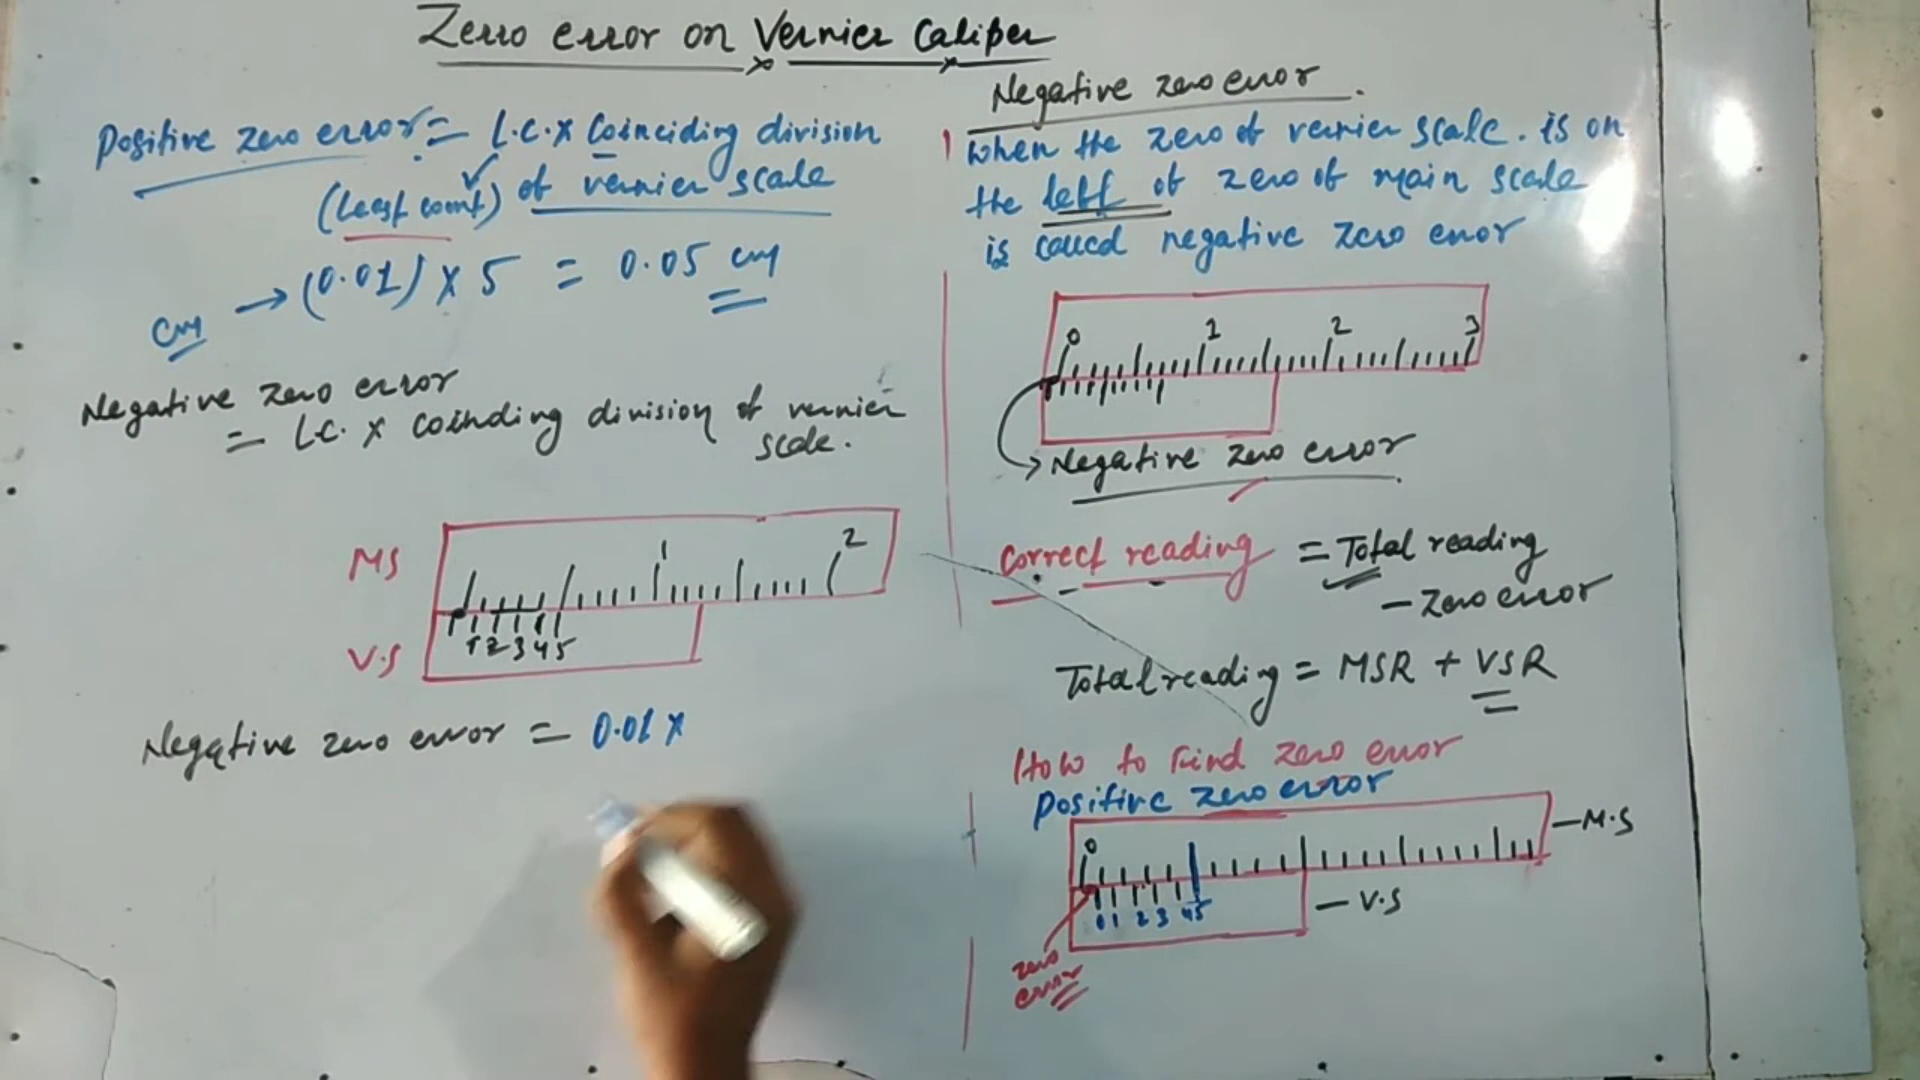 Zero error on Vernier Caliper
Positive zero error = L.C. x Coinciding division
(Least count) of vernier scale
cm → (0.01) x 5 = 0.05 cm
Negative zero error
= L.C. x Coinding division of vernier
scale.
MS
1 2
V.S
1 2 3 4 5
Negative zero error = 0.01 x
Negative zero error.
1 when the zero of vernier scale. is on
the left of zero of main scale
is called negative zero error
0 1 2 3
→ Negative zero error
Correct reading = Total reading
- Zero error
Total reading = MSR + VSR
How to Find zero error
Positive zero error
0
- M.S
0 1 2 3 4 5
- V.S
zero
error